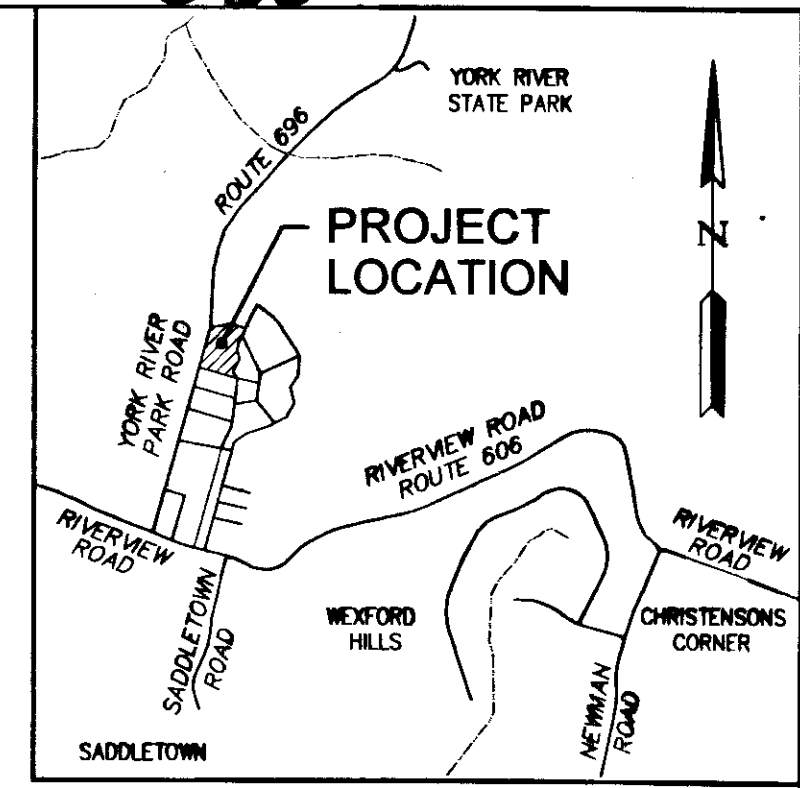 YORK RIVER
STATE PARK
ROUTE 696
N
PROJECT
LOCATION
YORK RIVER
PARK ROAD
RIVERVIEW ROAD
ROUTE 606
RIVERVIEW
ROAD
RIVERVIEW
ROAD
SADDLETOWN
ROAD
WEXFORD
HILLS
CHRISTENSONS
CORNER
NEWMAN
ROAD
SADDLETOWN